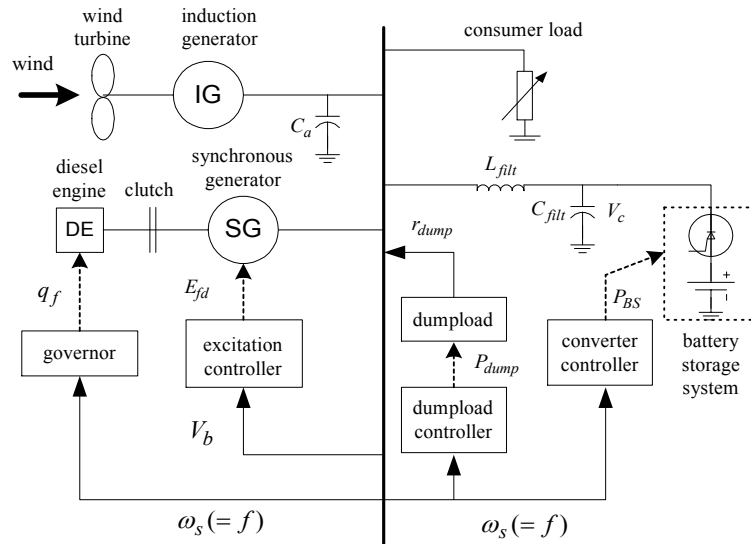 wind
turbine
induction
generator
consumer load
wind
IG
C_a
diesel
engine
clutch
synchronous
generator
L_filt
C_filt
V_c
DE
SG
r_dump
q_f
E_fd
P_BS
+
-
governor
excitation
controller
dumpload
P_dump
dumpload
controller
converter
controller
battery
storage
system
V_b
ω_s(= f)
ω_s(= f)